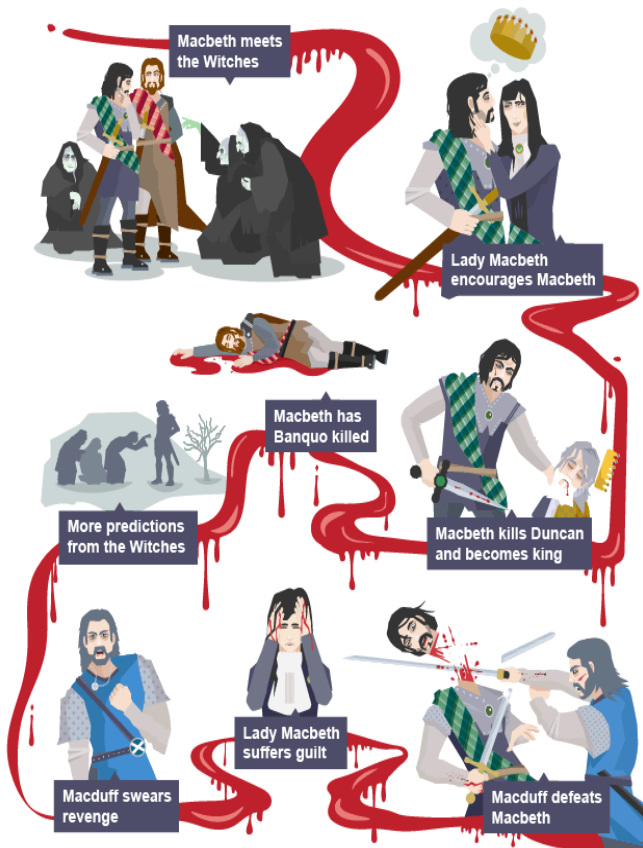 Macbeth meets
the Witches
Lady Macbeth
encourages Macbeth
Macbeth kills Duncan
and becomes king
Macbeth has
Banquo killed
More predictions
from the Witches
Macduff swears
revenge
Lady Macbeth
suffers guilt
Macduff defeats
Macbeth